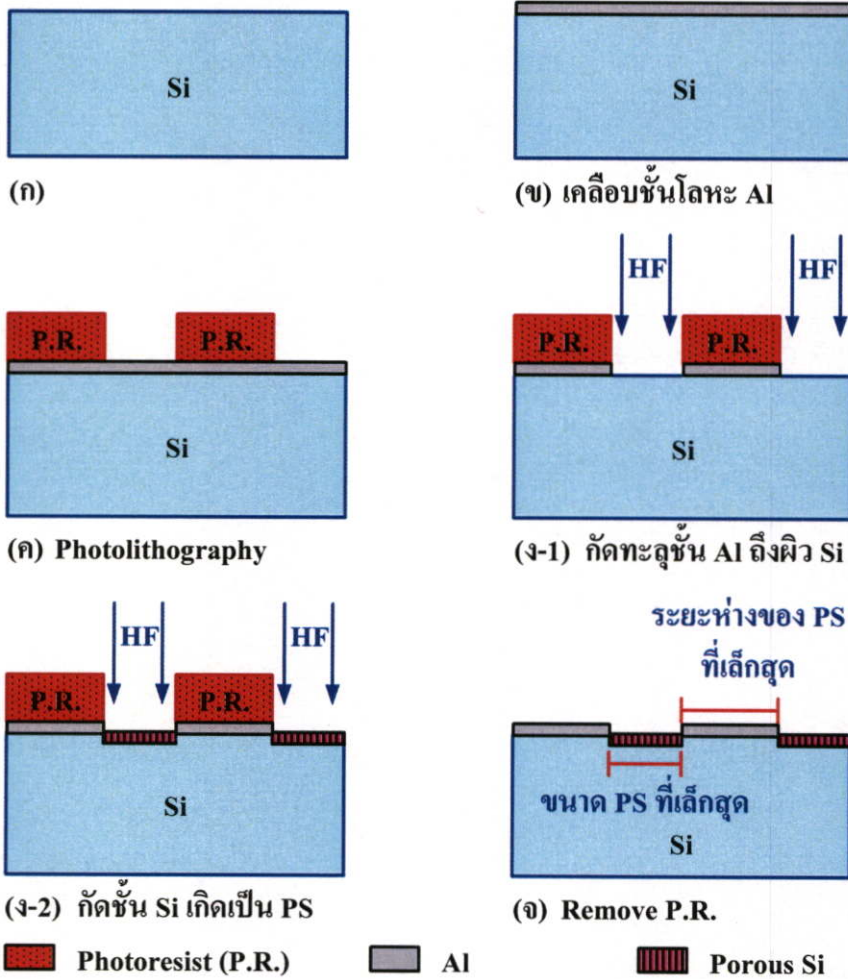 Si
Si
(ก)
(ข) เคลือบชั้นโลหะ Al
P.R.
P.R.
Si
HF
HF
P.R.
P.R.
Si
(ค) Photolithography
(ง-1) กัดทะลุชั้น Al ถึงผิว Si
HF
HF
P.R.
P.R.
Si
ระยะห่างของ PS
ที่เล็กสุด
ขนาด PS ที่เล็กสุด
Si
(ง-2) กัดชั้น Si เกิดเป็น PS
(จ) Remove P.R.
Photoresist (P.R.)
Al
Porous Si